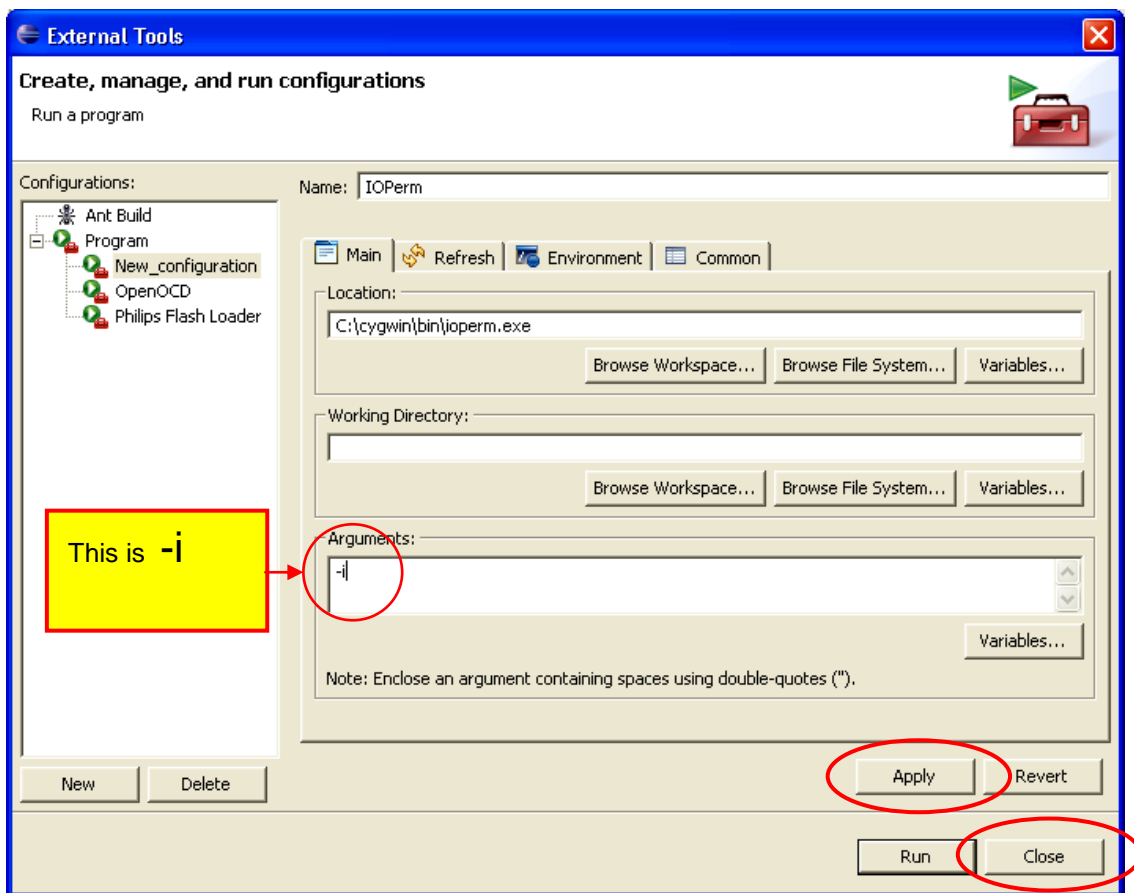 External Tools
Create, manage, and run configurations
Run a program
Configurations:
Ant Build
Program
New_configuration
OpenOCD
Philips Flash Loader
Name: IOPerm
Main Refresh Environment Common
Location:
C:\cygwin\bin\ioperm.exe
Browse Workspace... Browse File System... Variables...
Working Directory:
Browse Workspace... Browse File System... Variables...
This is -i
Arguments:
-i
Variables...
Note: Enclose an argument containing spaces using double-quotes (").
New Delete
Apply Revert
Run Close